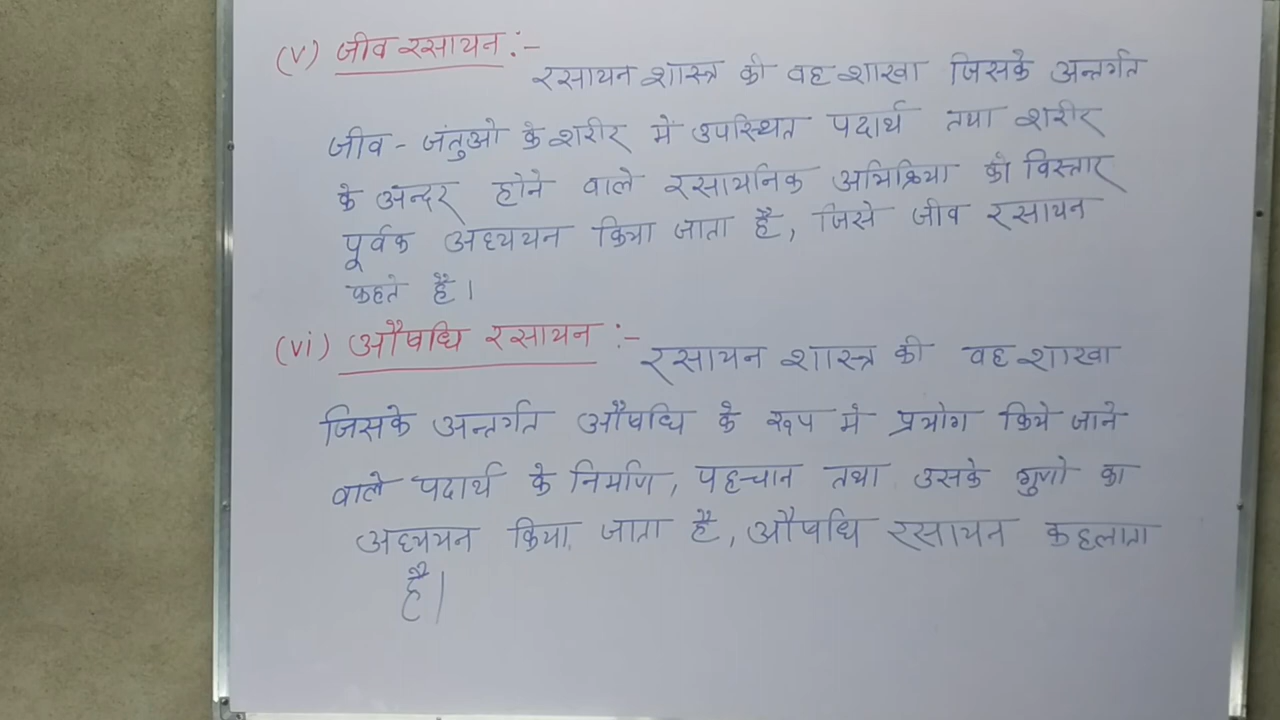 (v) जीव रसायन :-
रसायन शास्त्र की वह शाखा जिसके अन्तर्गत
जीव - जंतुओ के शरीर में उपस्थित पदार्थ तथा शरीर
के अन्दर होने वाले रसायनिक अभिक्रिया की विस्तार
पूर्वक अध्ययन किया जाता है, जिसे जीव रसायन
कहते हैं।
(vi) औषधि रसायन :-
रसायन शास्त्र की वह शाखा
जिसके अन्तर्गत औषधि के रूप मे प्रयोग किये जाने
वाले पदार्थ के निर्माण, पहचान तथा उसके गुणो का
अध्ययन किया जाता है, औषधि रसायन कहलाता
है।